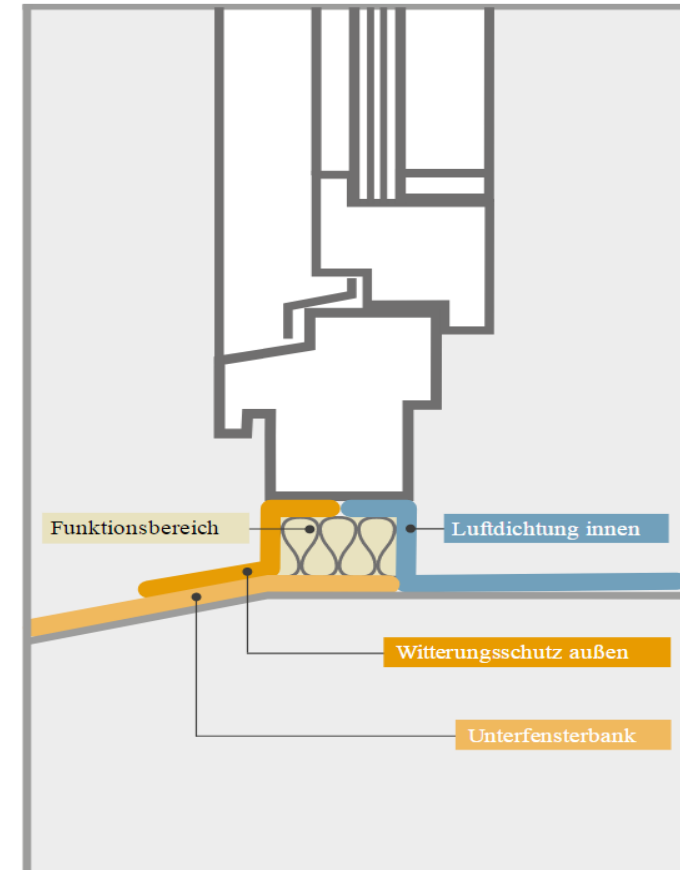 Funktionsbereich
Luftdichtung innen
Witterungsschutz außen
Unterfensterbank